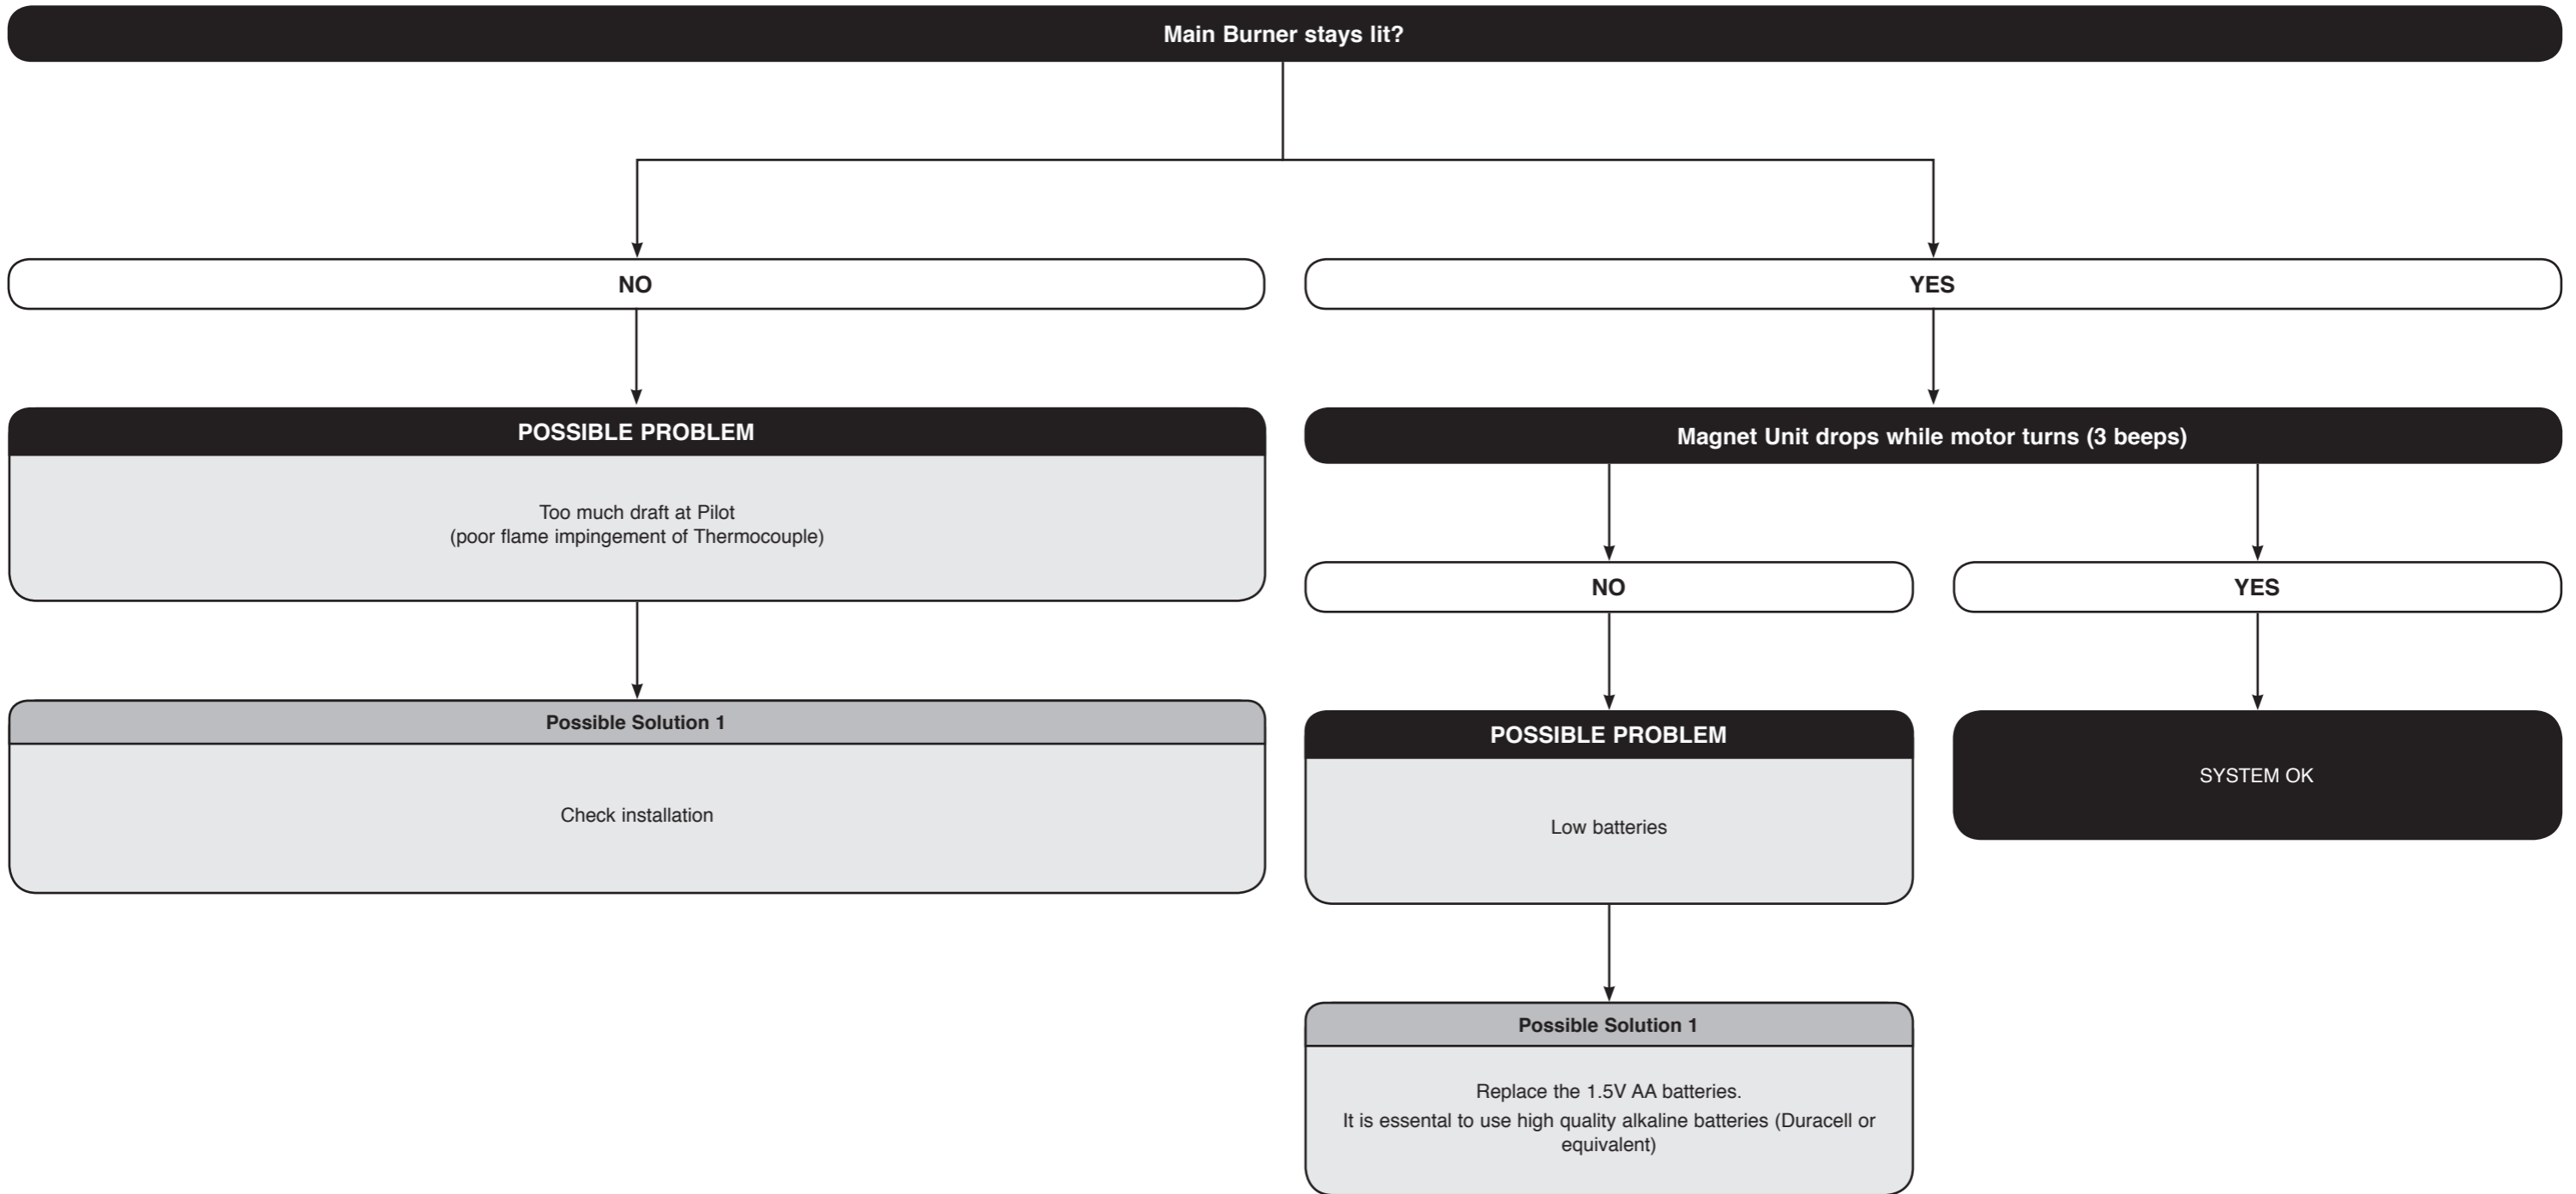 Main Burner stays lit?
NO
YES
POSSIBLE PROBLEM
Too much draft at Pilot
(poor flame impingement of Thermocouple)
Possible Solution 1
Check installation
Magnet Unit drops while motor turns (3 beeps)
NO
YES
POSSIBLE PROBLEM
Low batteries
SYSTEM OK
Possible Solution 1
Replace the 1.5V AA batteries.
It is essental to use high quality alkaline batteries (Duracell or
equivalent)